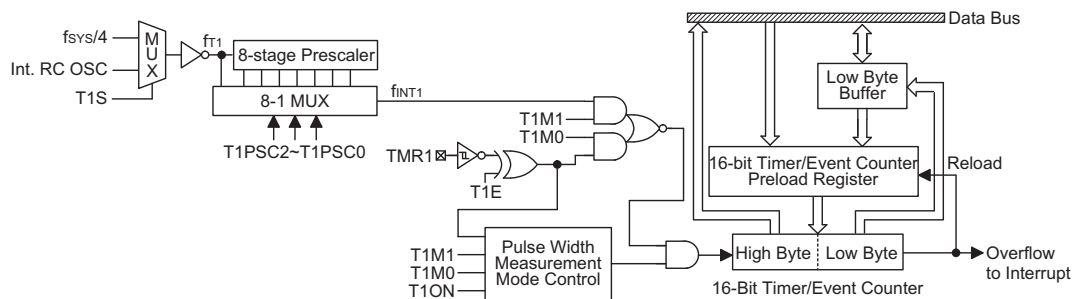 Data Bus
fSYS/4
MUX
fT1
8-stage Prescaler
Int. RC OSC
T1S
8-1 MUX
fINT1
Low Byte
Buffer
T1M1
T1M0
T1PSC2~T1PSC0
TMR1
T1E
16-bit Timer/Event Counter
Preload Register
Reload
T1M1
T1M0
T1ON
Pulse Width
Measurement
Mode Control
High Byte
Low Byte
Overflow
to Interrupt
16-Bit Timer/Event Counter